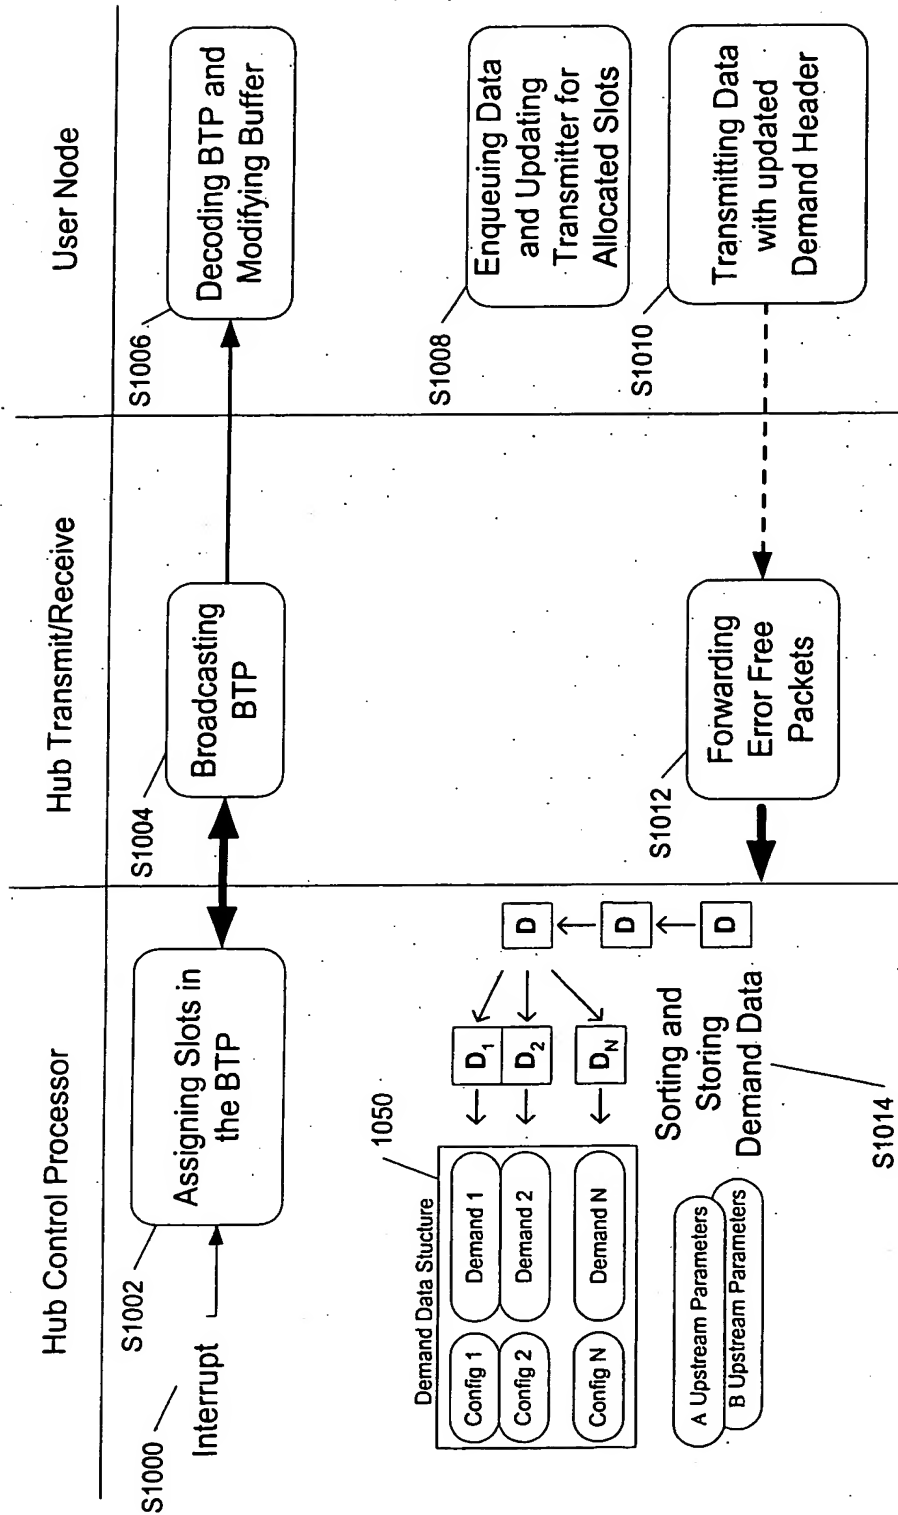 Hub Control Processor
Hub Transmit/Receive
User Node
S1000
Interrupt
S1002
Assigning Slots in
the BTP
S1004
Broadcasting
BTP
S1006
Decoding BTP and
Modifying Buffer
Demand Data Stucture
1050
Config 1
Demand 1
D1
Config 2
Demand 2
D2
Config N
Demand N
DN
D
D
D
S1008
Enqueuing Data
and Updating
Transmitter for
Allocated Slots
A Upstream Parameters
B Upstream Parameters
Sorting and
Storing
Demand Data
S1014
S1012
Forwarding
Error Free
Packets
S1010
Transmitting Data
with updated
Demand Header